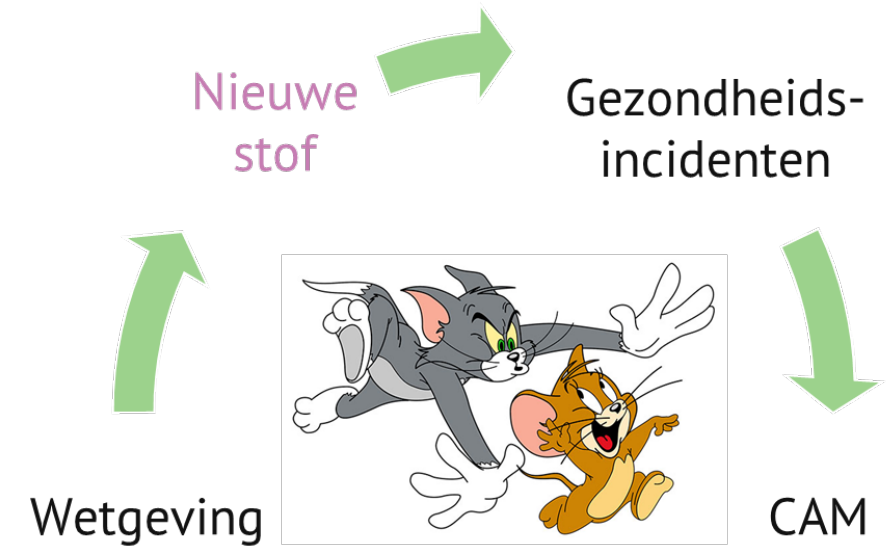 Nieuwe
stof
Gezondheids-
incidenten
Wetgeving
CAM